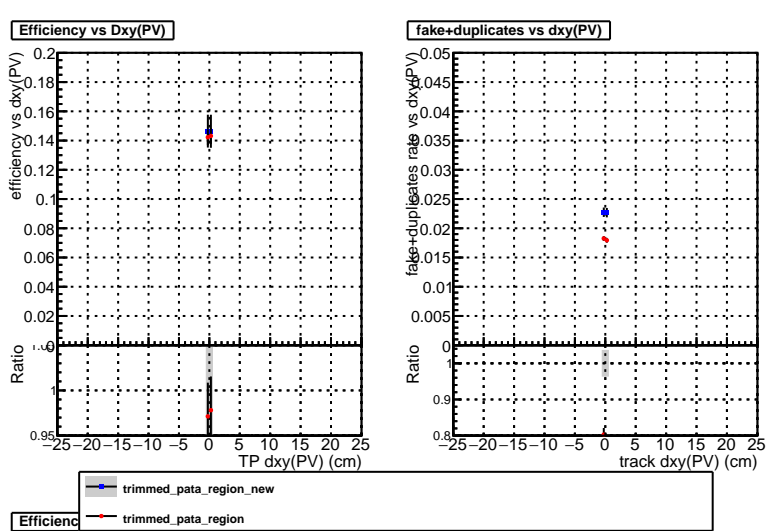 Efficiency vs Dxy(PV)
efficiency vs dxy(PV)
0.2
0.18
0.16
0.14
0.12
0.1
0.08
0.06
0.04
0.02
0
Ratio
1
0.95
−25 −20 −15 −10 −5 0 5 10 15 20 25
TP dxy(PV) (cm)
fake+duplicates vs dxy(PV)
fake+duplicates rate vs dxy(PV)
0.05
0.045
0.04
0.035
0.03
0.025
0.02
0.015
0.01
0.005
0
Ratio
1
0.9
0.8
−25 −20 −15 −10 −5 0 5 10 15 20 25
track dxy(PV) (cm)
trimmed_pata_region_new
trimmed_pata_region
Efficienc